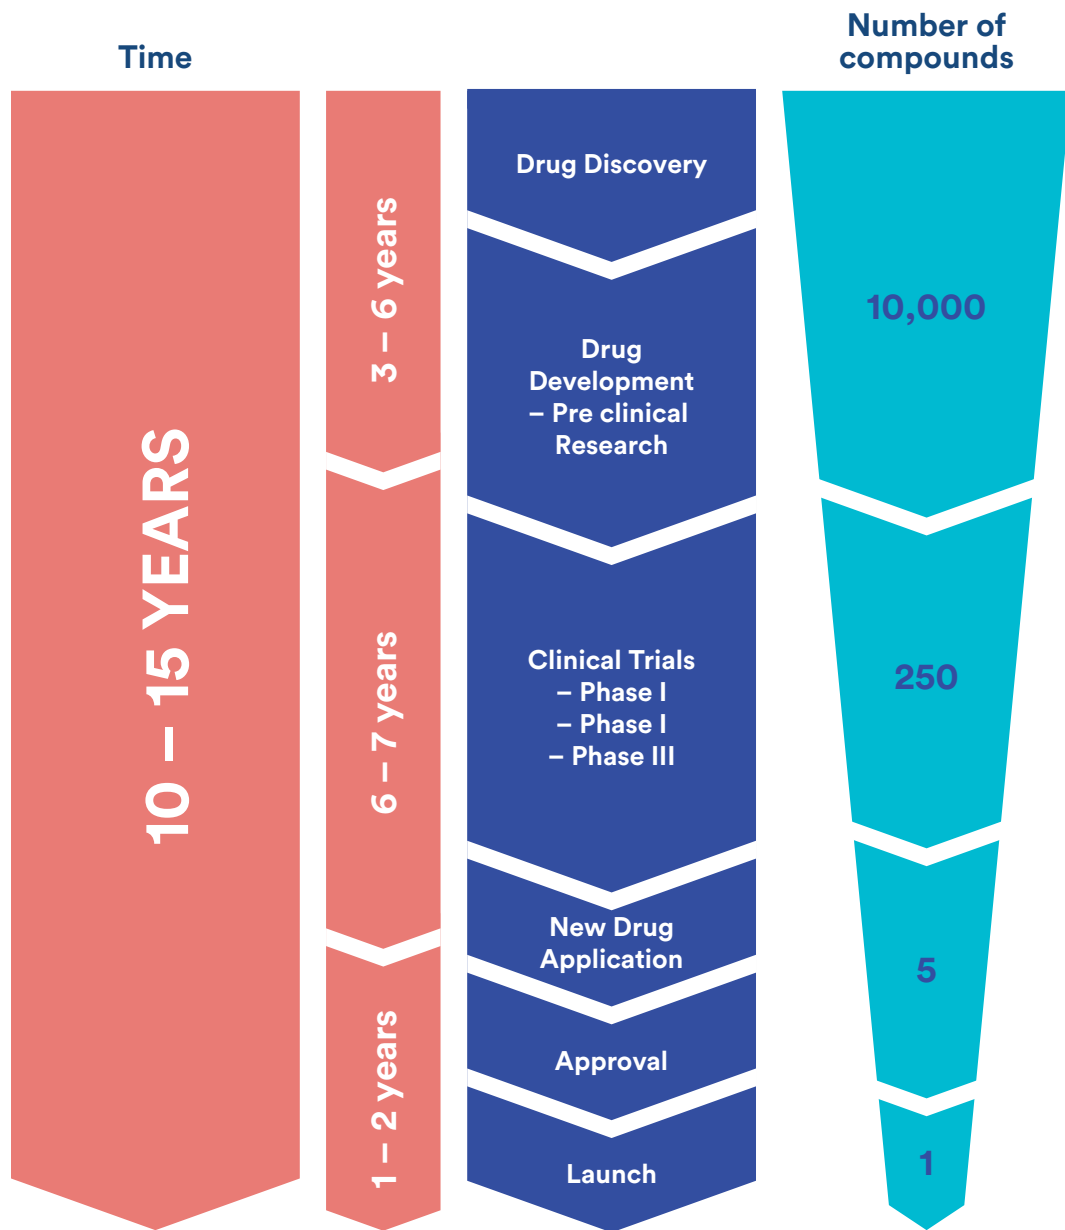 Time
Number of
compounds
10 – 15 YEARS
3 – 6 years
6 – 7 years
1 – 2 years
Drug Discovery
Drug
Development
– Pre clinical
Research
Clinical Trials
– Phase I
– Phase I
– Phase III
New Drug
Application
Approval
Launch
10,000
250
5
1